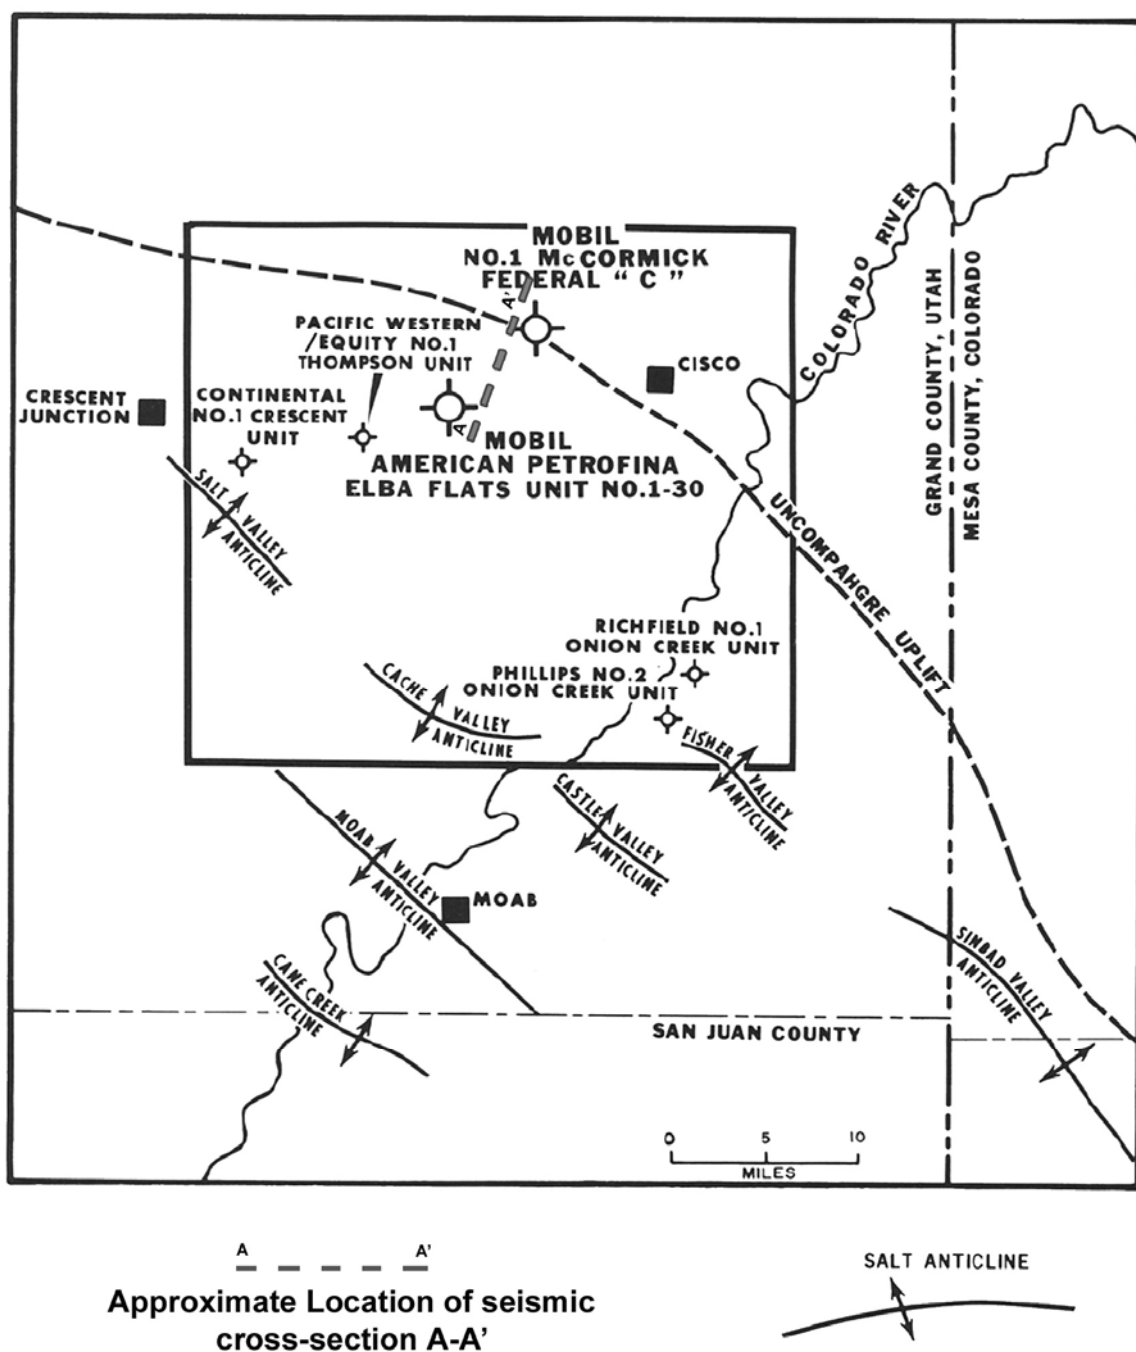 MOBIL
NO.1 McCORMICK
FEDERAL “ C ”
A'
PACIFIC WESTERN
/EQUITY NO.1
THOMPSON UNIT
COLORADO RIVER
GRAND COUNTY, UTAH
MESA COUNTY, COLORADO
CISCO
CRESCENT
JUNCTION
CONTINENTAL
NO.1 CRESCENT
UNIT
A
MOBIL
AMERICAN PETROFINA
ELBA FLATS UNIT NO.1-30
SALT VALLEY
ANTICLINE
UNCOMPAHGRE UPLIFT
RICHFIELD NO.1
ONION CREEK UNIT
PHILLIPS NO.2
ONION CREEK UNIT
CACHE VALLEY
ANTICLINE
FISHER VALLEY
ANTICLINE
CASTLE VALLEY
ANTICLINE
MOAB VALLEY
ANTICLINE
MOAB
CANE CREEK
ANTICLINE
SINBAD VALLEY
ANTICLINE
SAN JUAN COUNTY
0 5 10
MILES
A A'
Approximate Location of seismic
cross-section A-A'
SALT ANTICLINE